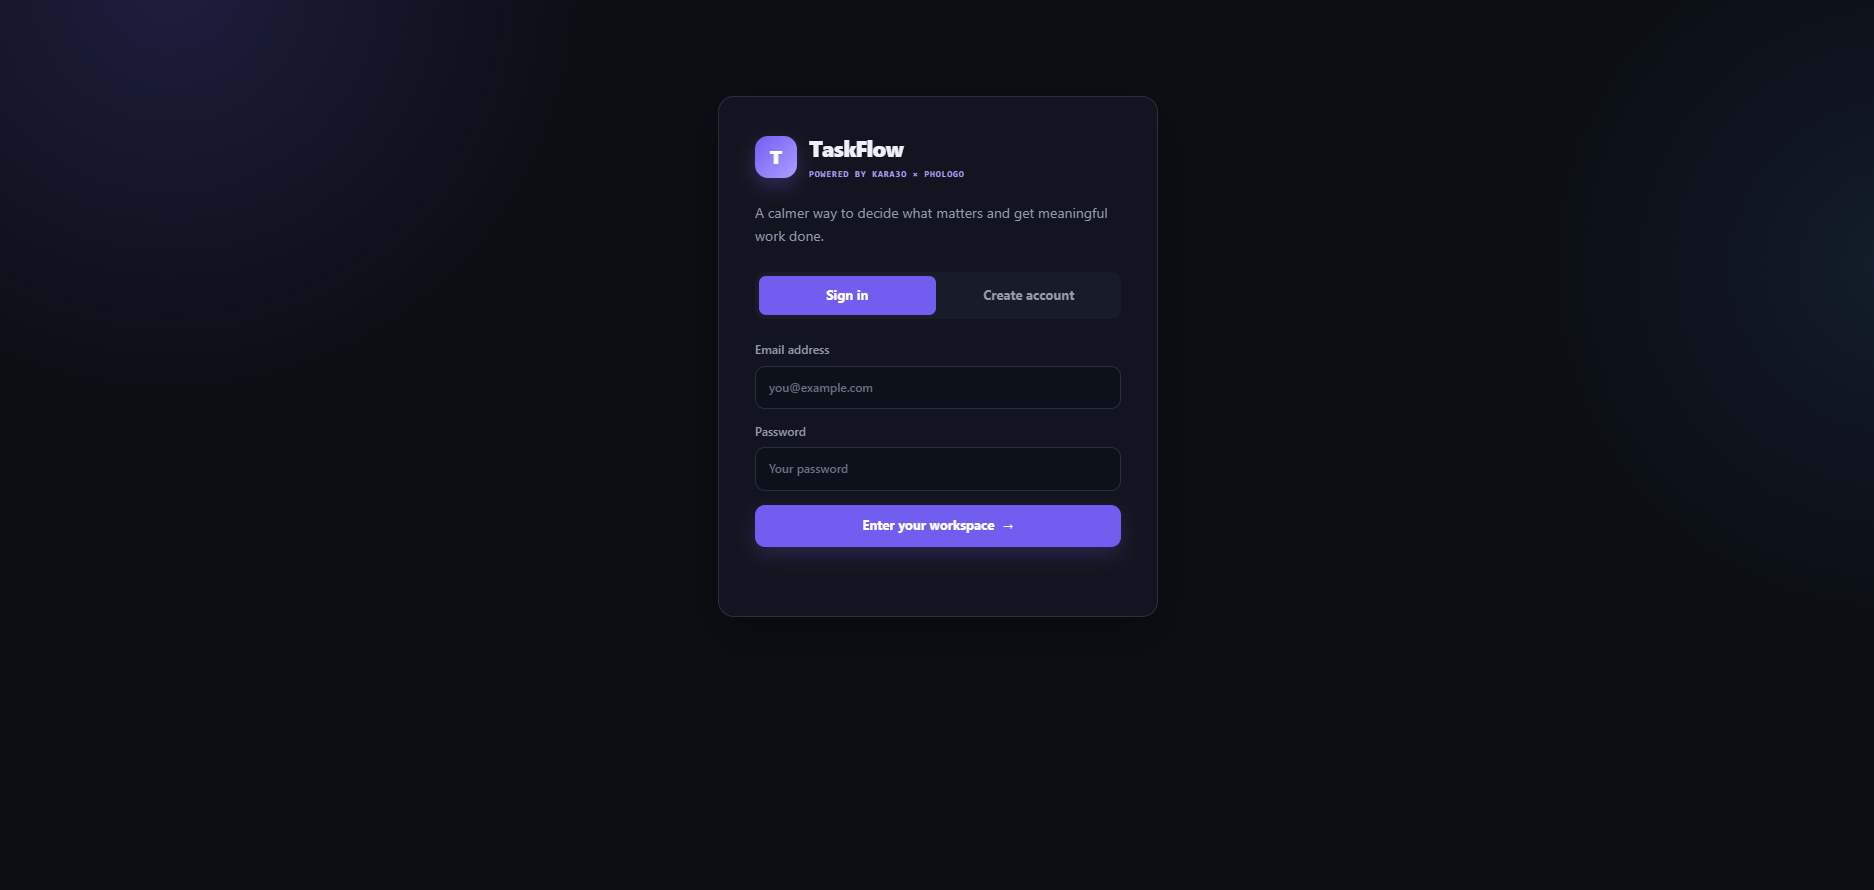 T
TaskFlow
POWERED BY KARA3O × PHOLOGO
A calmer way to decide what matters and get meaningful
work done.
Sign in
Create account
Email address
you@example.com
Password
Your password
Enter your workspace →